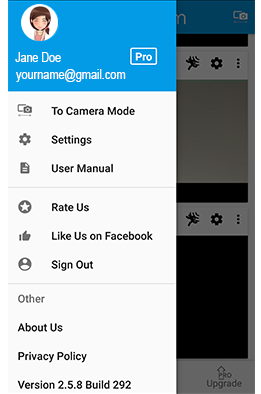 Jane Doe
Pro
yourname@gmail.com
To Camera Mode
Settings
User Manual
Rate Us
Like Us on Facebook
Sign Out
Other
About Us
Privacy Policy
Version 2.5.8 Build 292
PRO
Upgrade